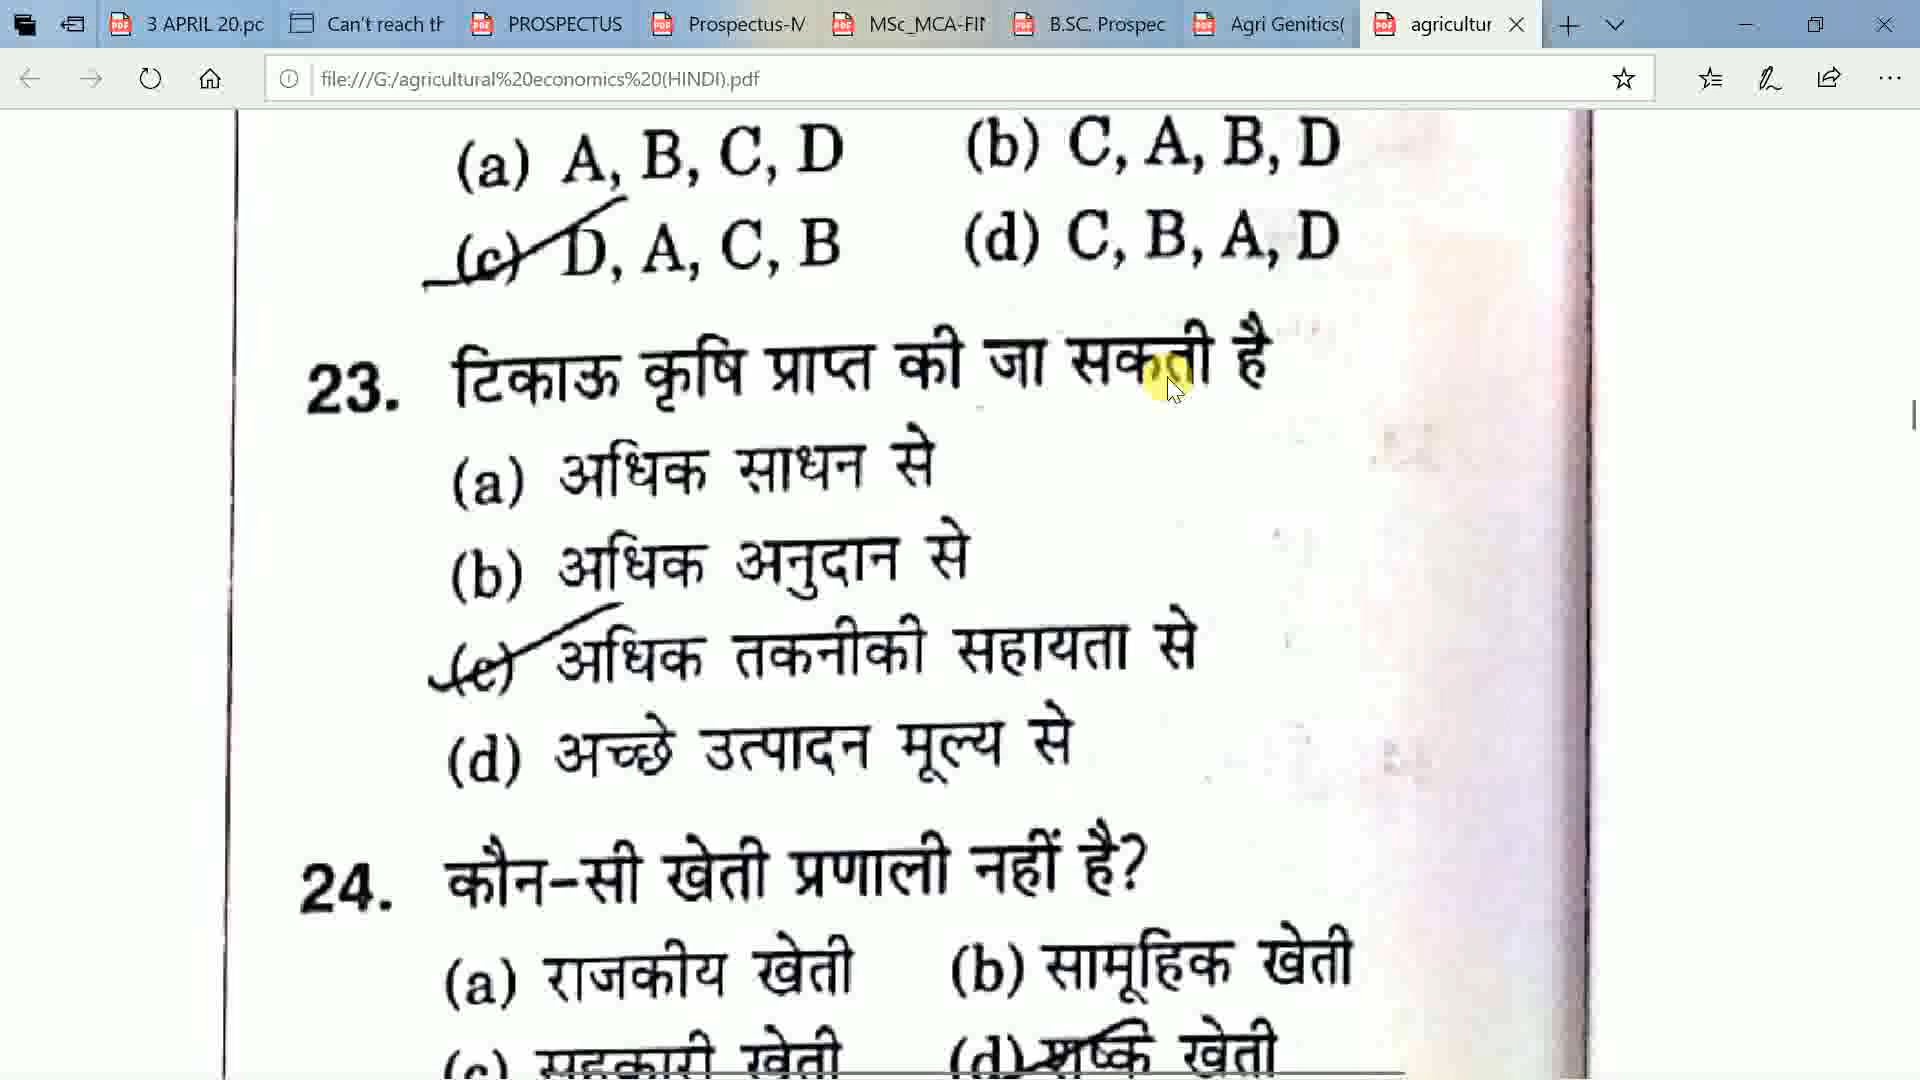 3 APRIL 20.pc
Can't reach th
PROSPECTUS
Prospectus-M
MSc_MCA-FII
B.SC. Prospec
Agri Genitics(
agricultur
file:///G:/agricultural%20economics%20(HINDI).pdf
(a) A, B, C, D (b) C, A, B, D
(c) D, A, C, B (d) C, B, A, D
23. टिकाऊ कृषि प्राप्त की जा सकती है
(a) अधिक साधन से
(b) अधिक अनुदान से
(c) अधिक तकनीकी सहायता से
(d) अच्छे उत्पादन मूल्य से
24. कौन-सी खेती प्रणाली नहीं है?
(a) राजकीय खेती (b) सामूहिक खेती
(c) सहकारी खेती (d) शुष्क खेती